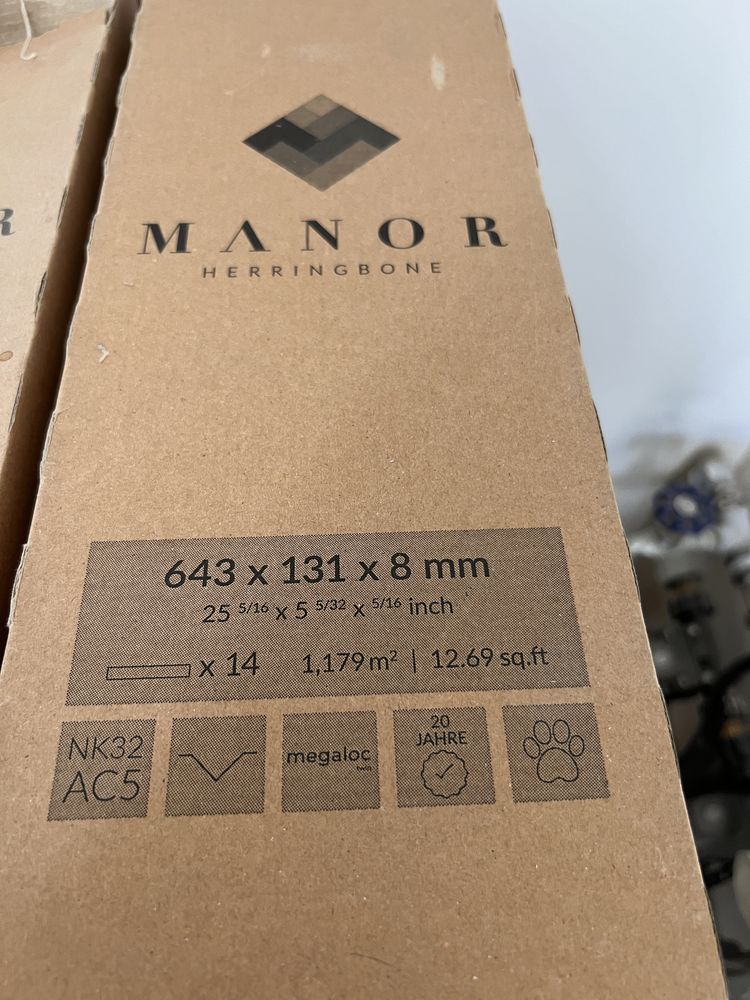 R
MANOR
HERRINGBONE
643 x 131 x 8 mm
25 5/16 x 5 5/32 x 5/16 inch
x 14 1,179 m² | 12.69 sq.ft
NK32
AC5
megaloc
20
JAHRE